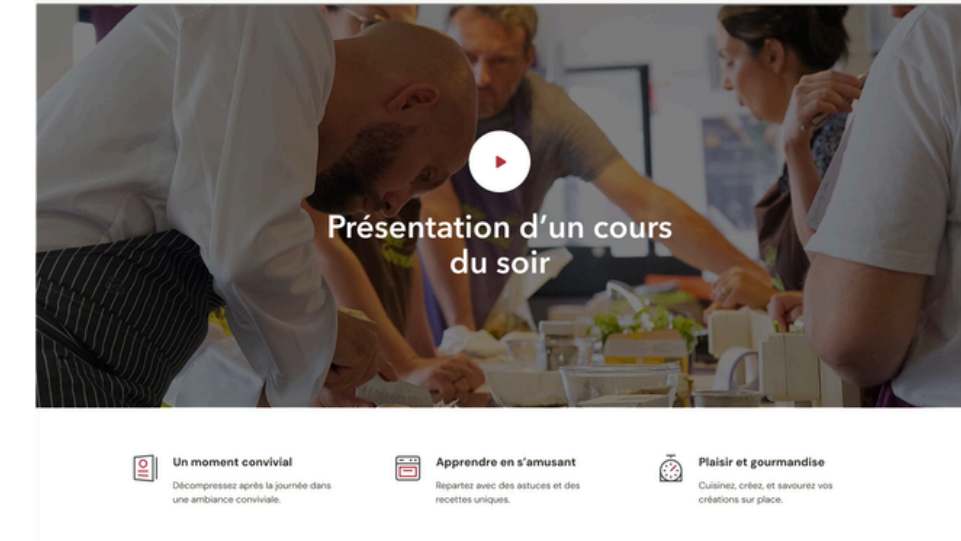 Présentation d’un cours
du soir
Un moment convivial
Décompressez après la journée dans
une ambiance conviviale.
Apprendre en s’amusant
Repartez avec des astuces et des
recettes uniques.
Plaisir et gourmandise
Cuisinez, créez, et savourez vos
créations sur place.